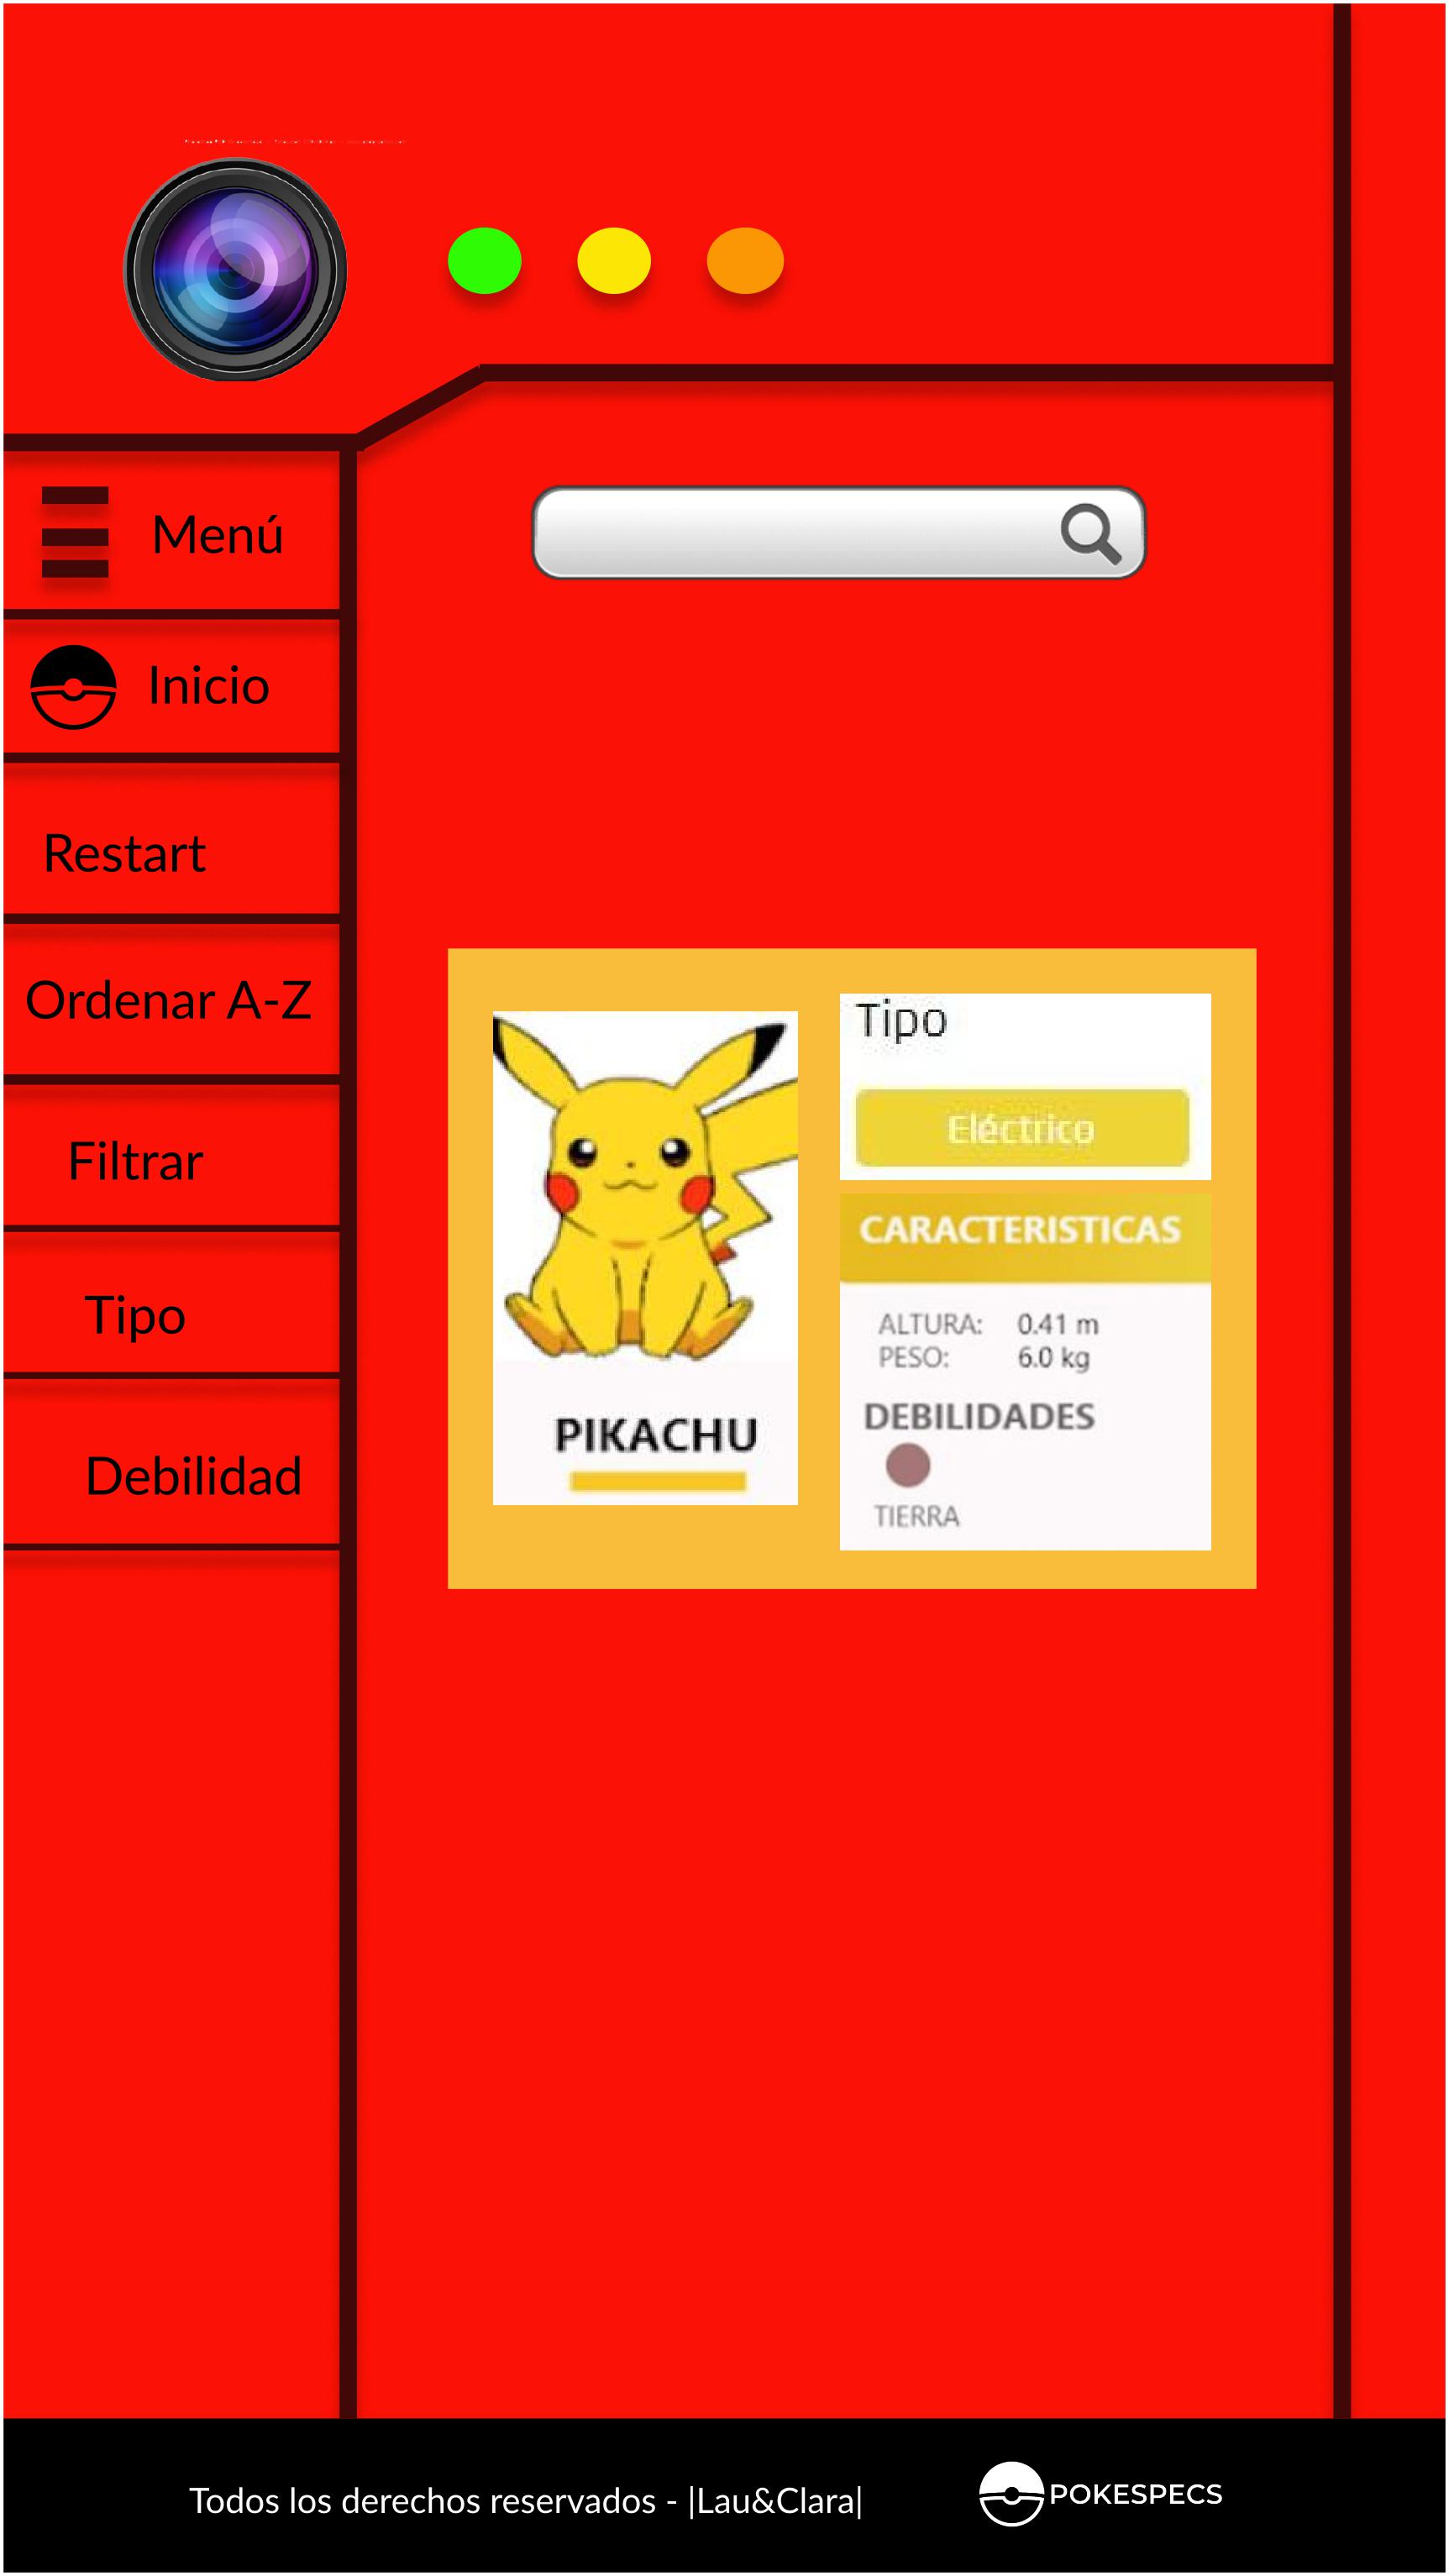 Menú
Inicio
Restart
Ordenar A-Z
Filtrar
Tipo
Debilidad
PIKACHU
Tipo
Eléctrico
CARACTERISTICAS
ALTURA: 0.41 m
PESO: 6.0 kg
DEBILIDADES
TIERRA
Todos los derechos reservados - |Lau&Clara|
POKESPECS